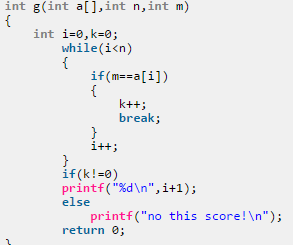 int g(int a[],int n,int m)
{
    int i=0,k=0;
        while(i<n)
        {
            if(m==a[i])
            {
                k++;
                break;
            }
            i++;
        }
        if(k!=0)
        printf("%d\n",i+1);
        else
            printf("no this score!\n");
        return 0;
}